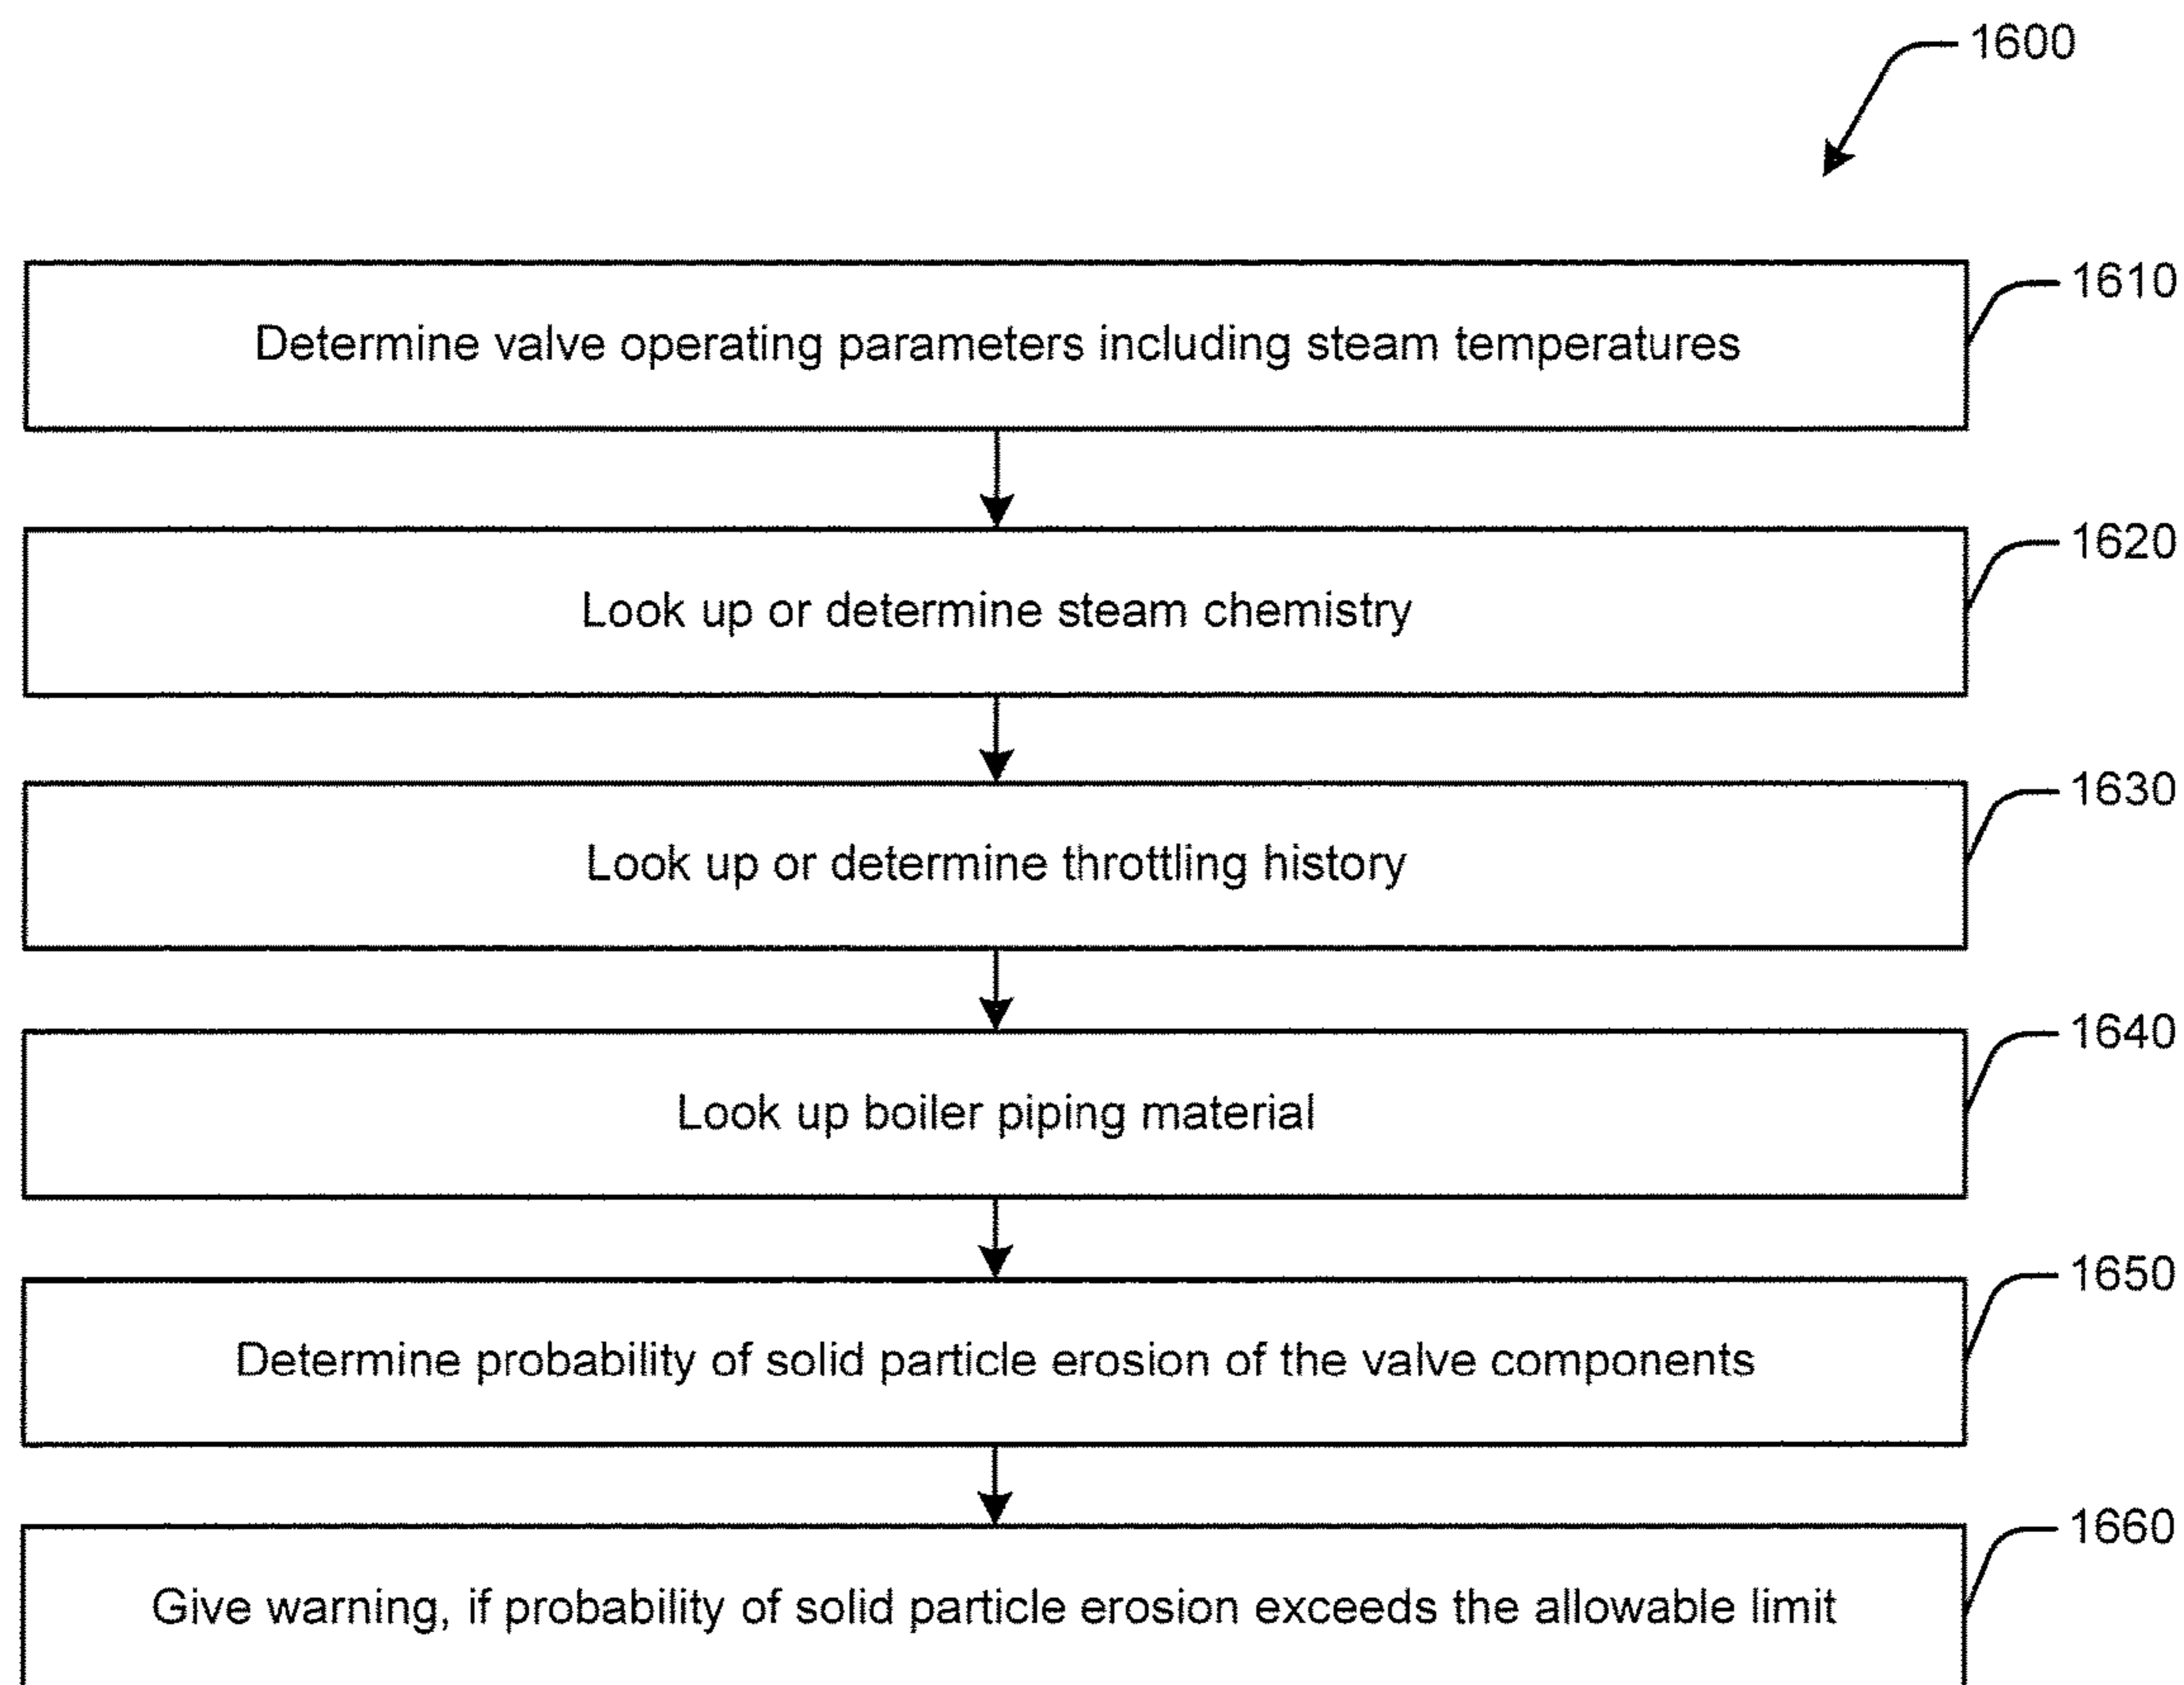 1600
Determine valve operating parameters including steam temperatures
1610
Look up or determine steam chemistry
1620
Look up or determine throttling history
1630
Look up boiler piping material
1640
Determine probability of solid particle erosion of the valve components
1650
Give warning, if probability of solid particle erosion exceeds the allowable limit
1660